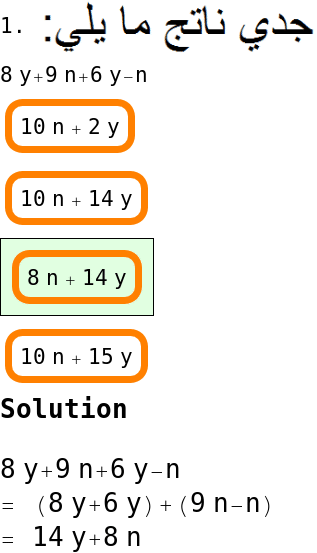 1. جدي ناتج ما يلي:
8 y+9 n+6 y−n
10 n + 2 y
10 n + 14 y
8 n + 14 y
10 n + 15 y
Solution
8 y+9 n+6 y−n
= (8 y+6 y)+(9 n−n)
= 14 y+8 n